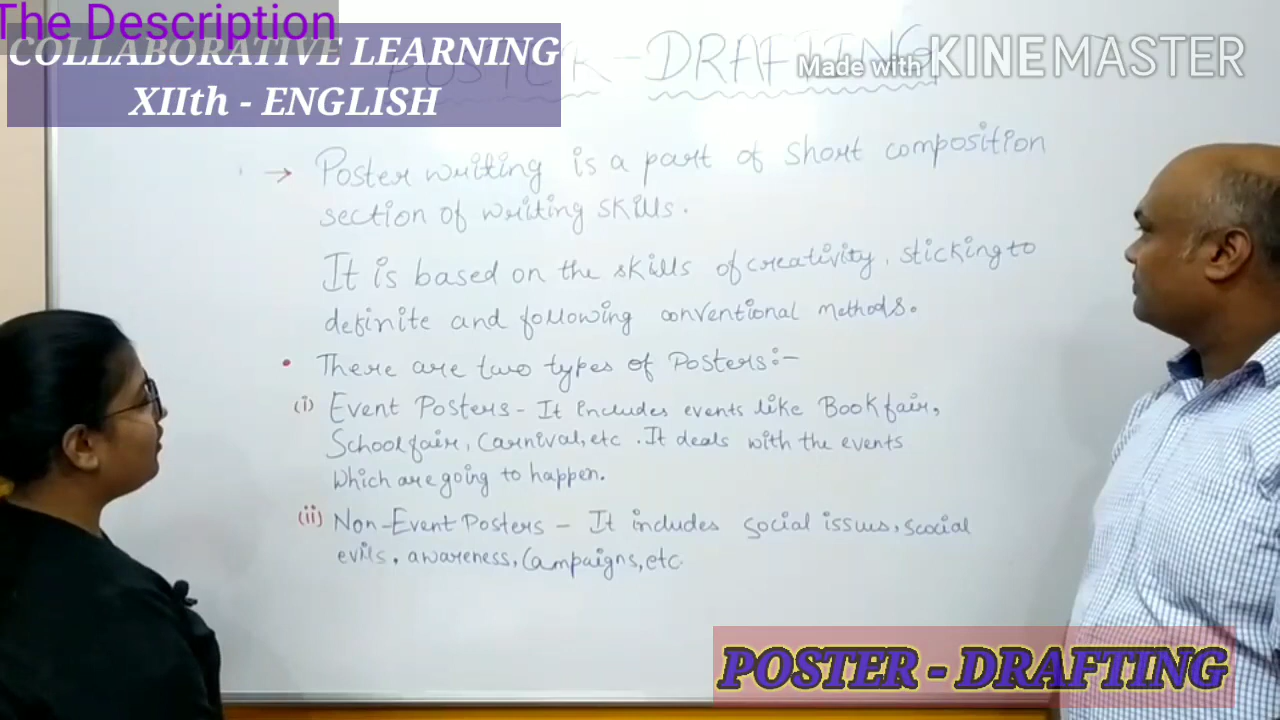 The Description
COLLABORATIVE LEARNING
XIIth - ENGLISH
POSTER - DRAFTING
Made with KINEMASTER
→ Poster writing is a part of short composition
section of writing skills.
It is based on the skills of creativity, sticking to
definite and following conventional methods.
• There are two types of Posters:-
(i) Event Posters - It includes events like Book fair,
School fair, Carnival, etc. It deals with the events
which are going to happen.
(ii) Non-Event Posters - It includes social issues, scocial
evils, awareness, Campaigns, etc.
POSTER - DRAFTING